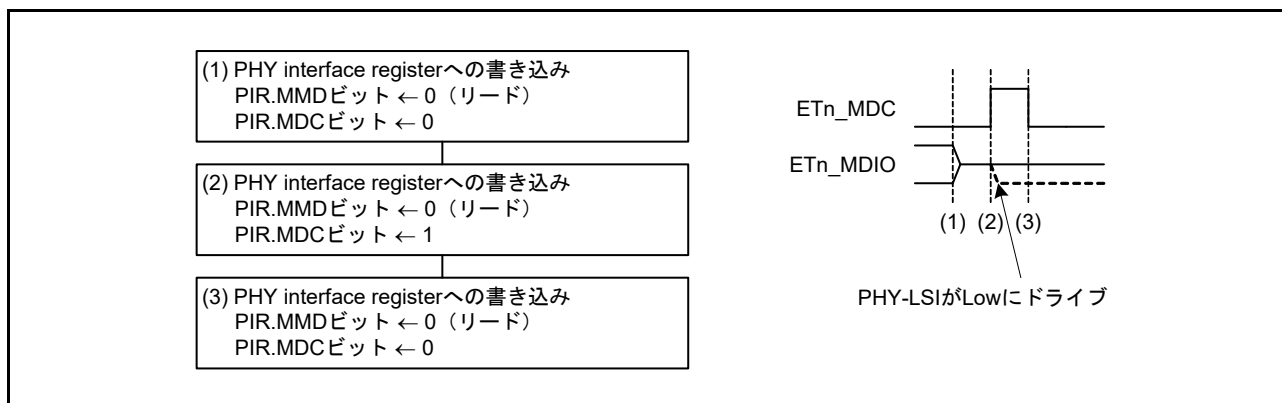 (1) PHY interface registerへの書き込み
PIR.MMDビット ← 0（リード）
PIR.MDCビット ← 0
(2) PHY interface registerへの書き込み
PIR.MMDビット ← 0（リード）
PIR.MDCビット ← 1
(3) PHY interface registerへの書き込み
PIR.MMDビット ← 0（リード）
PIR.MDCビット ← 0
ETn_MDC
ETn_MDIO
(1) (2) (3)
PHY-LSIがLowにドライブ